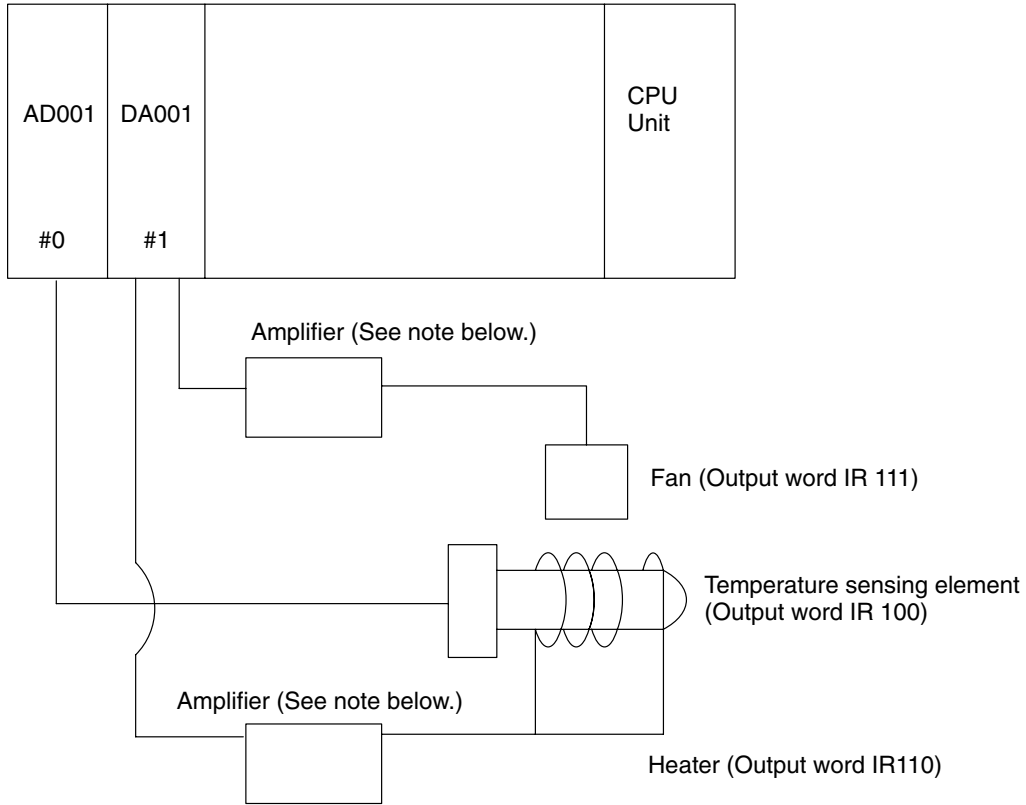 AD001
DA001
CPU
Unit
#0
#1
Amplifier (See note below.)
Fan (Output word IR 111)
Temperature sensing element
(Output word IR 100)
Amplifier (See note below.)
Heater (Output word IR110)